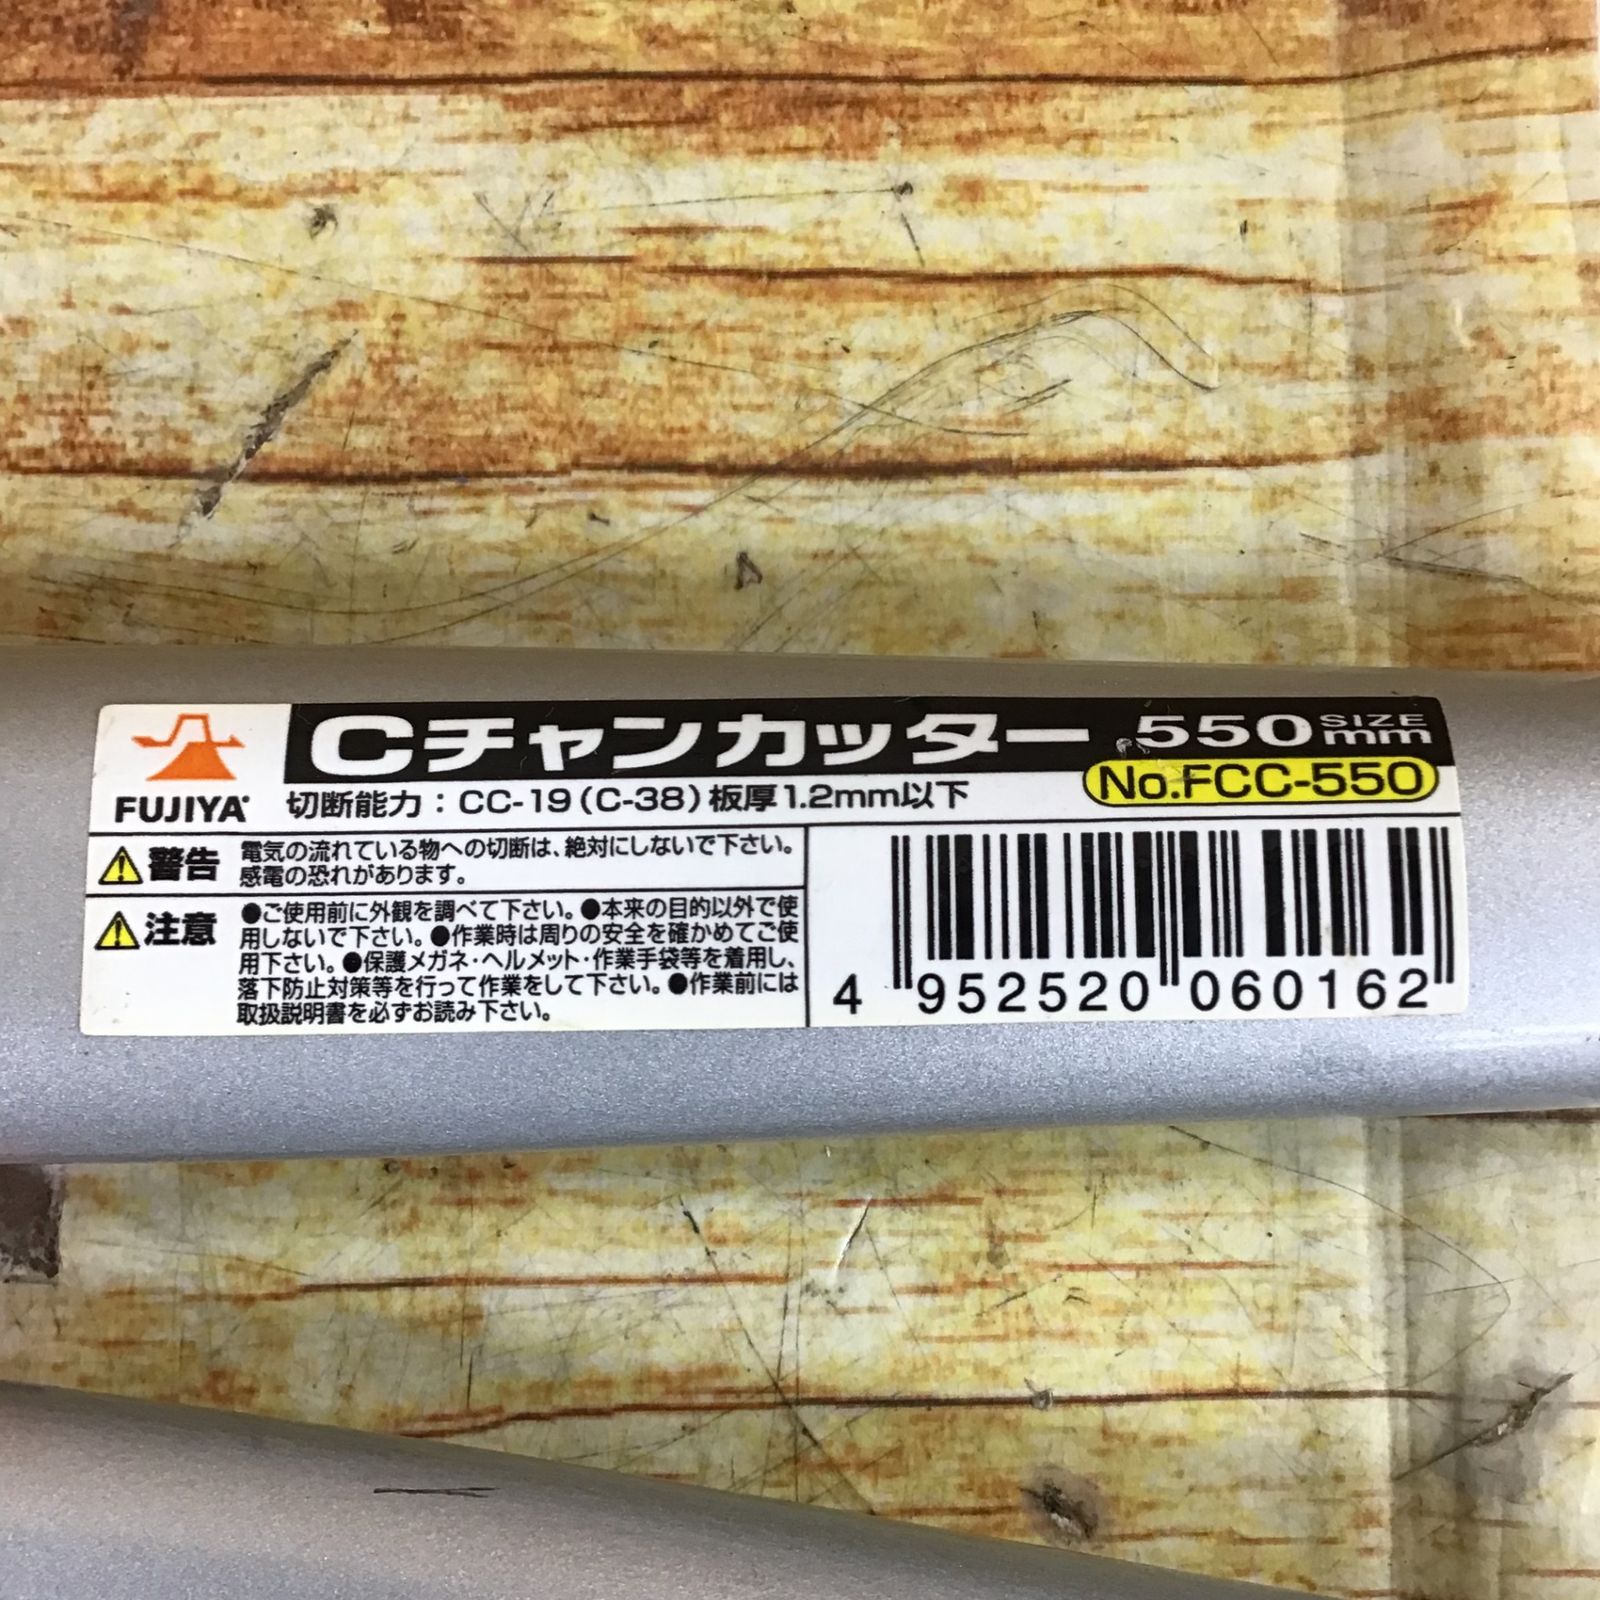 Cチャンカッター 550 SIZE mm
FUJIYA
切断能力：CC-19（C-38）板厚1.2mm以下
No.FCC-550
警告
電気の流れている物への切断は、絶対にしないで下さい。
感電の恐れがあります。
注意
●ご使用前に外観を調べて下さい。●本来の目的以外で使
用しないで下さい。●作業時は周りの安全を確かめてご使
用下さい。●保護メガネ・ヘルメット・作業手袋等を着用し、
落下防止対策等を行って作業をして下さい。●作業前には
取扱説明書を必ずお読み下さい。
4 952520 060162